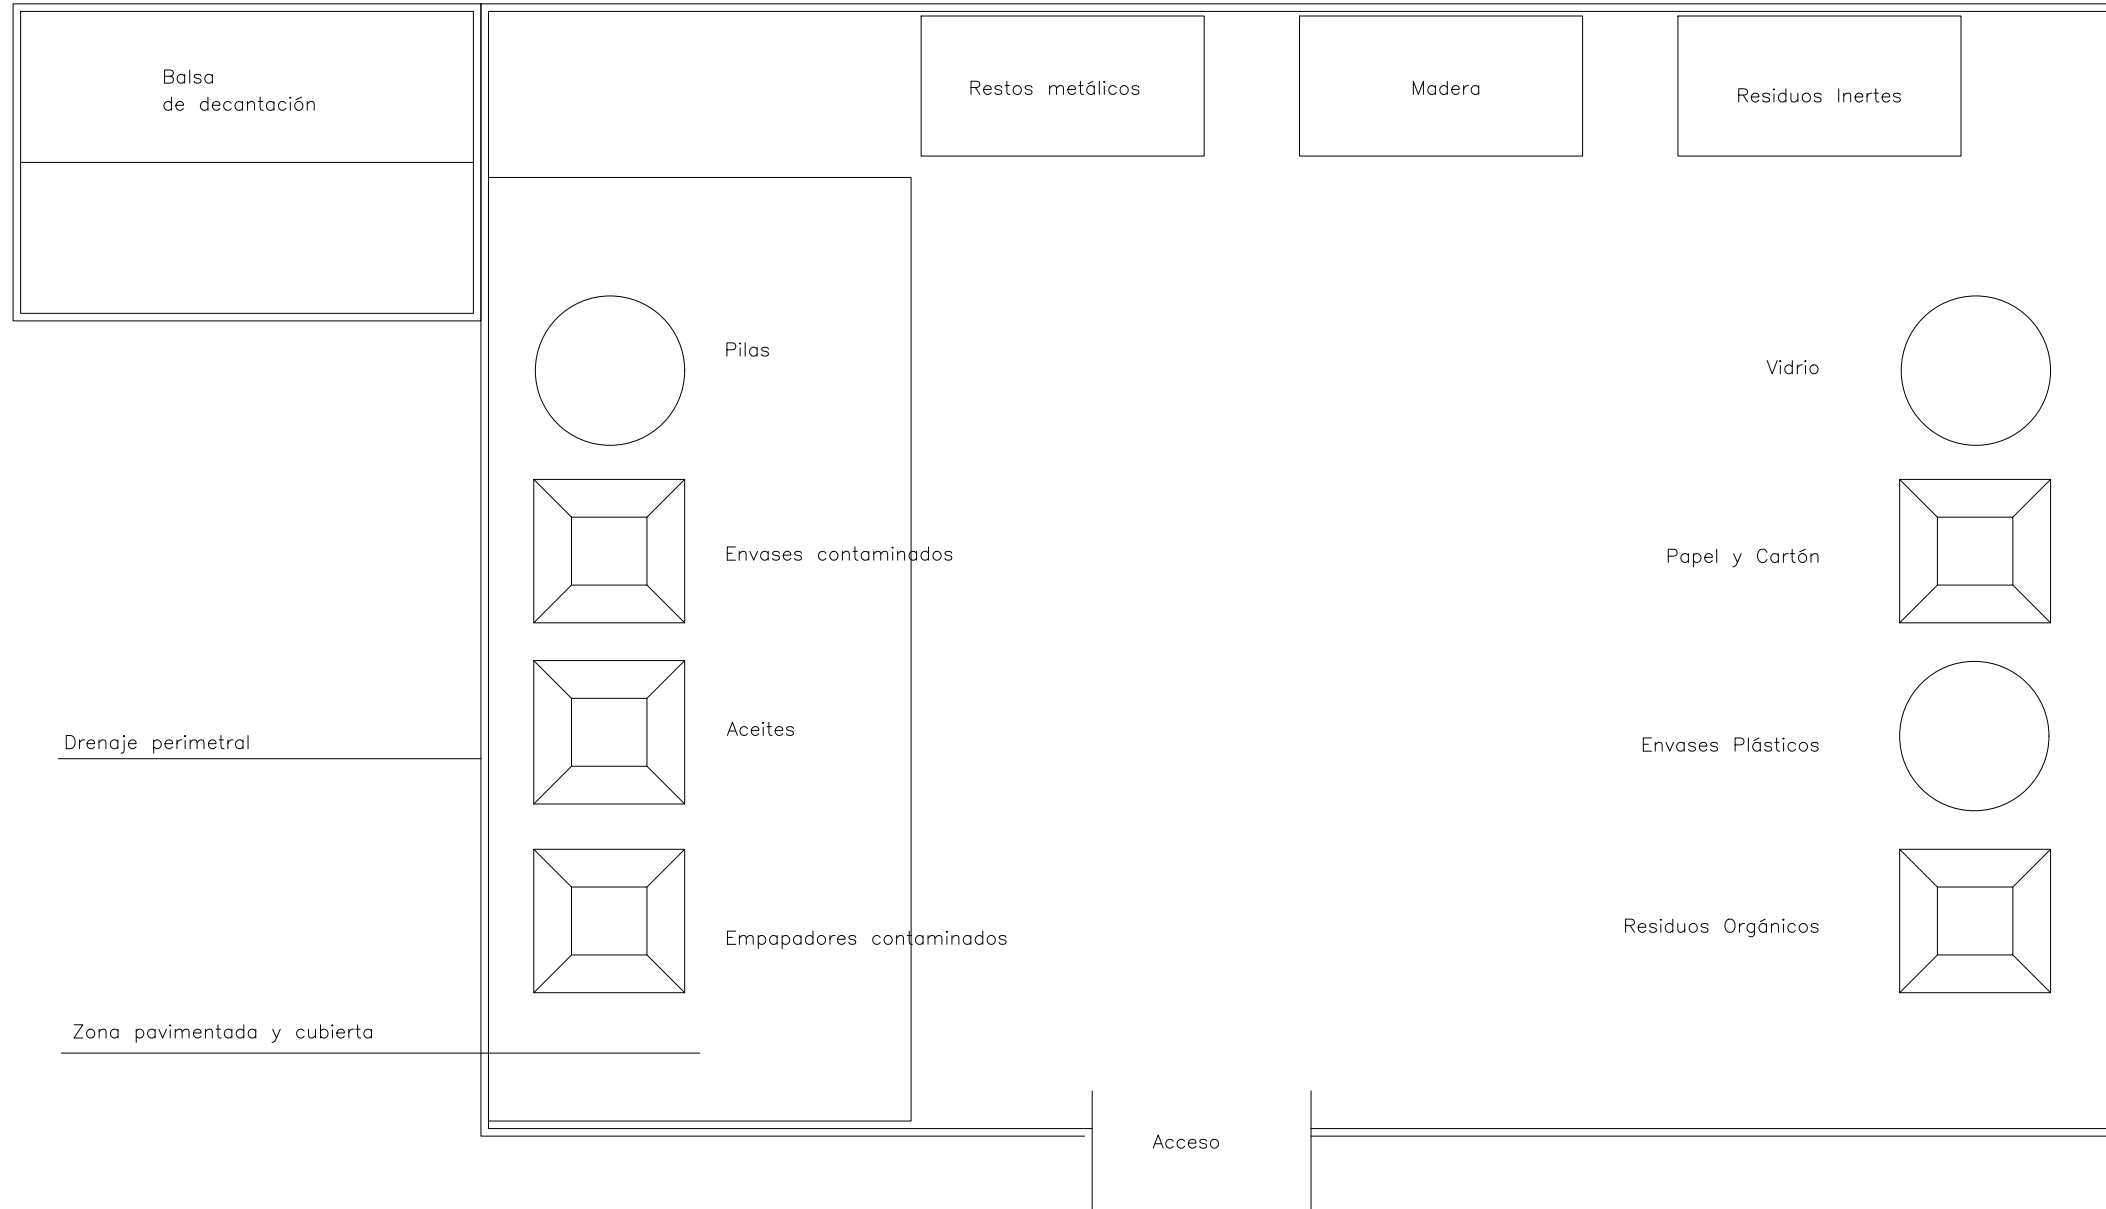 Balsa
de decantación
Restos metálicos
Madera
Residuos Inertes
Pilas
Vidrio
Envases contaminados
Papel y Cartón
Aceites
Drenaje perimetral
Envases Plásticos
Empapadores contaminados
Residuos Orgánicos
Zona pavimentada y cubierta
Acceso